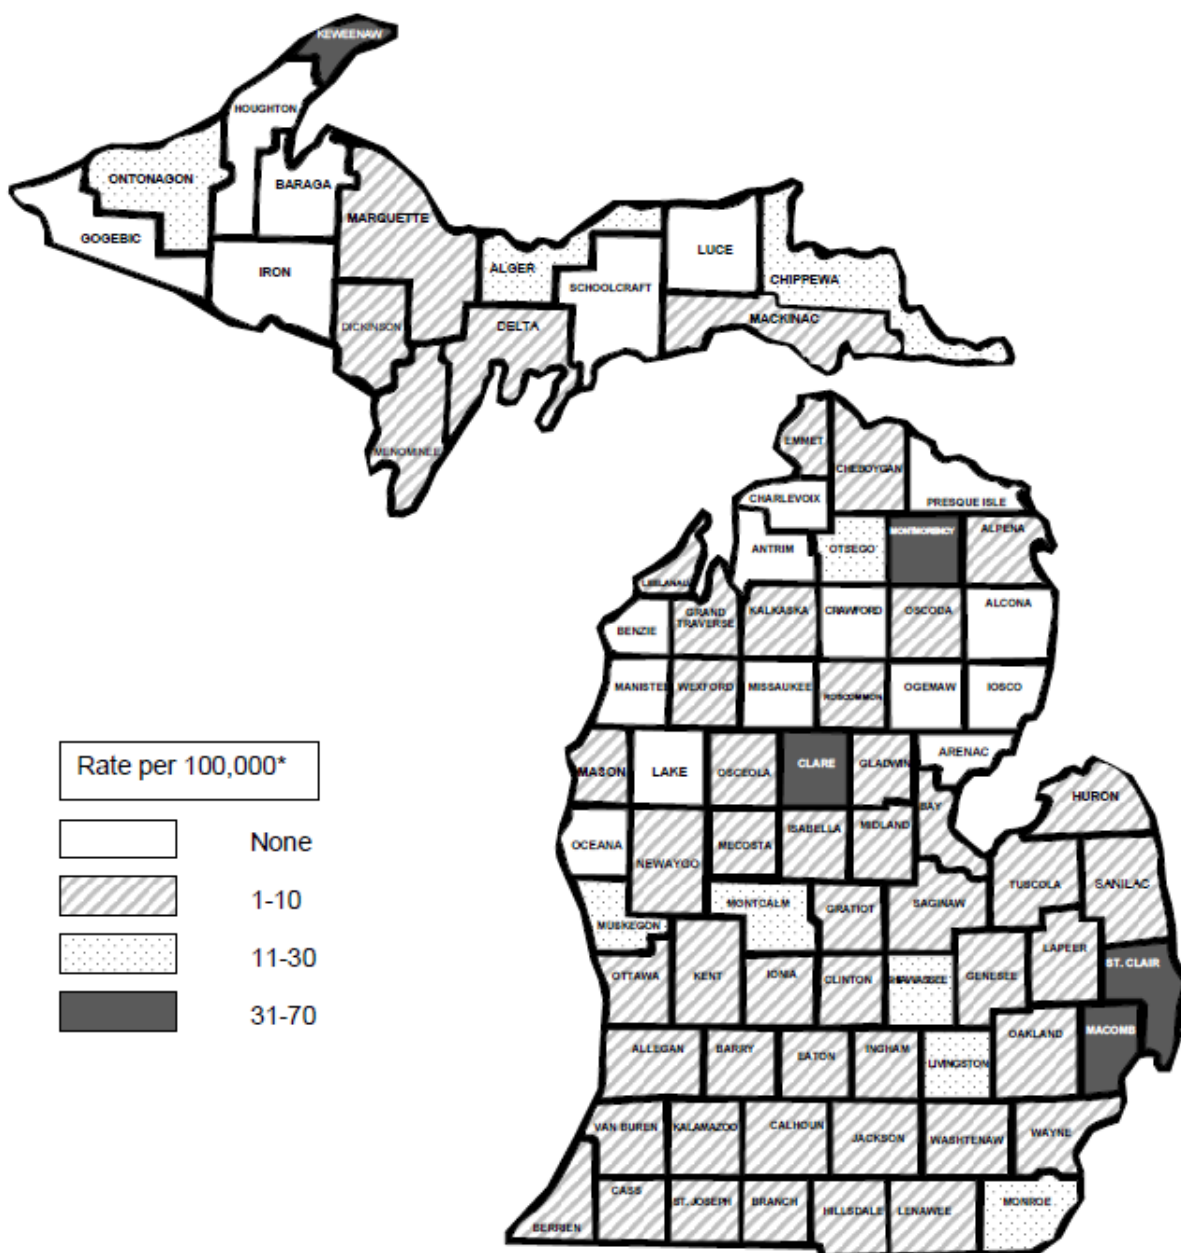 KEWEENAW
HOUGHTON
ONTONAGON
BARAGA
MARQUETTE
GOGEBIC
IRON
ALGER
LUCE
SCHOOLCRAFT
CHIPPEWA
DICKINSON
DELTA
MACKINAC
MENOMINEE
EMMET
CHEBOYGAN
CHARLEVOIX
PRESQUE ISLE
ANTRIM
OTSEGO
MONTMORENCY
ALPENA
LEELANAU
BENZIE
GRAND
TRAVERSE
KALKASKA
CRAWFORD
OSCODA
ALCONA
MANISTEE
WEXFORD
MISSAUKEE
ROSCOMMON
OGEMAW
IOSCO
Rate per 100,000*
MASON
LAKE
OSCEOLA
CLARE
GLADWIN
ARENAC
HURON
None
OCEANA
NEWAYGO
MECOSTA
ISABELLA
MIDLAND
BAY
1-10
MUSKEGON
MONTCALM
GRATIOT
SAGINAW
TUSCOLA
SANILAC
11-30
OTTAWA
KENT
IONIA
CLINTON
SHIAWASSEE
GENESEE
LAPEER
ST. CLAIR
31-70
ALLEGAN
BARRY
EATON
INGHAM
LIVINGSTON
OAKLAND
MACOMB
VAN BUREN
KALAMAZOO
CALHOUN
JACKSON
WASHTENAW
WAYNE
BERRIEN
CASS
ST. JOSEPH
BRANCH
HILLSDALE
LENAWEE
MONROE